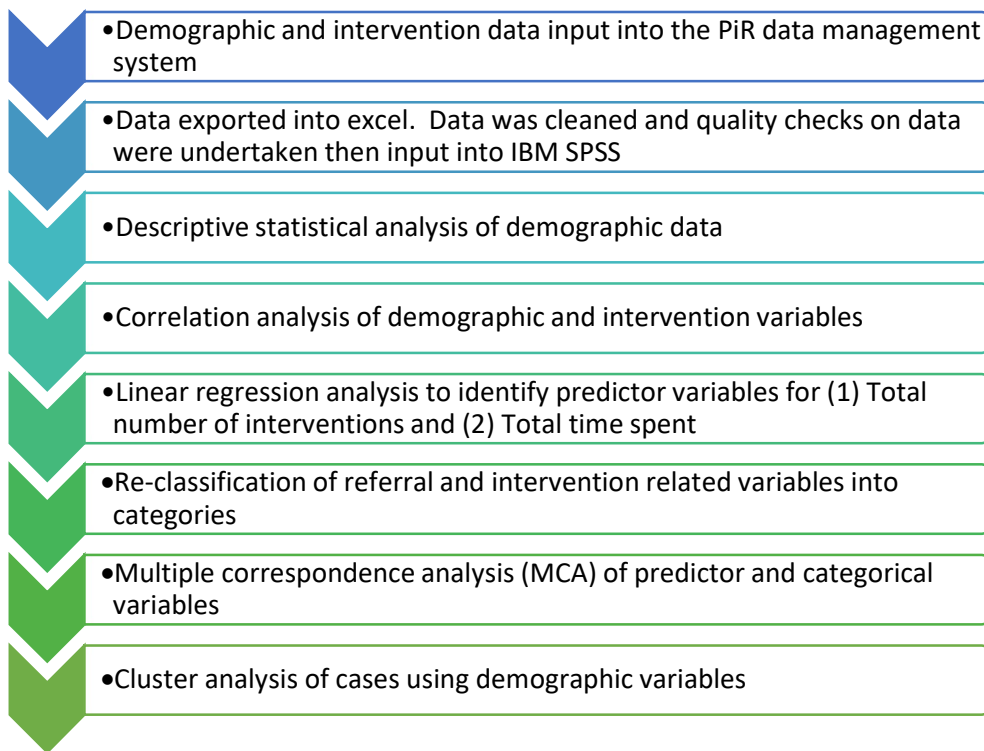 •Demographic and intervention data input into the PiR data management
system
•Data exported into excel.  Data was cleaned and quality checks on data
were undertaken then input into IBM SPSS
•Descriptive statistical analysis of demographic data
•Correlation analysis of demographic and intervention variables
•Linear regression analysis to identify predictor variables for (1) Total
number of interventions and (2) Total time spent
•Re-classification of referral and intervention related variables into
categories
•Multiple correspondence analysis (MCA) of predictor and categorical
variables
•Cluster analysis of cases using demographic variables